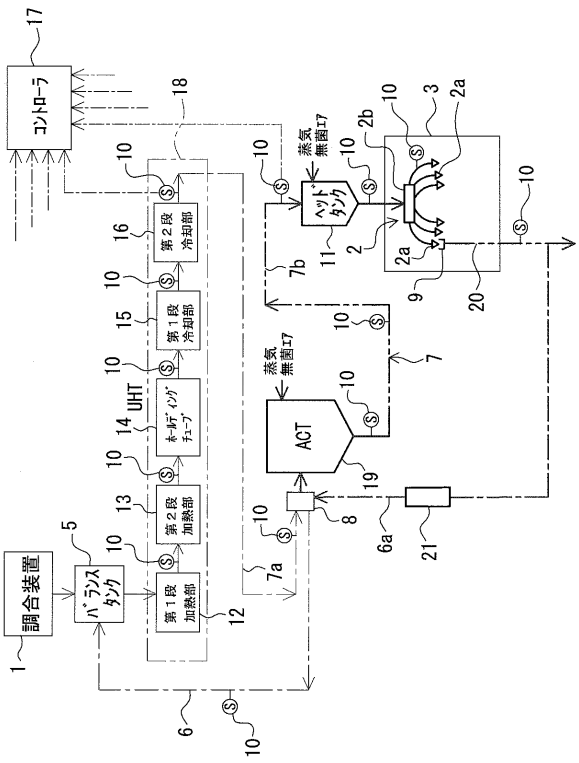 17
コントローラ
18
10
16
第２段
冷却部
10
15
第１段
冷却部
10
UHT
14
ホールディング
チューブ
10
13
第２段
加熱部
10
第１段
加熱部
12
5
バランス
タンク
調合装置
1
6
10
7a
10
8
ACT
19
蒸気
無菌エア
10
7
10
7b
10
蒸気
無菌エア
ヘッド
タンク
11
10
2
2b
10
3
2a
2a
9
20
10
6a
21
S
S
S
S
S
S
S
S
S
S
S
S
S
S